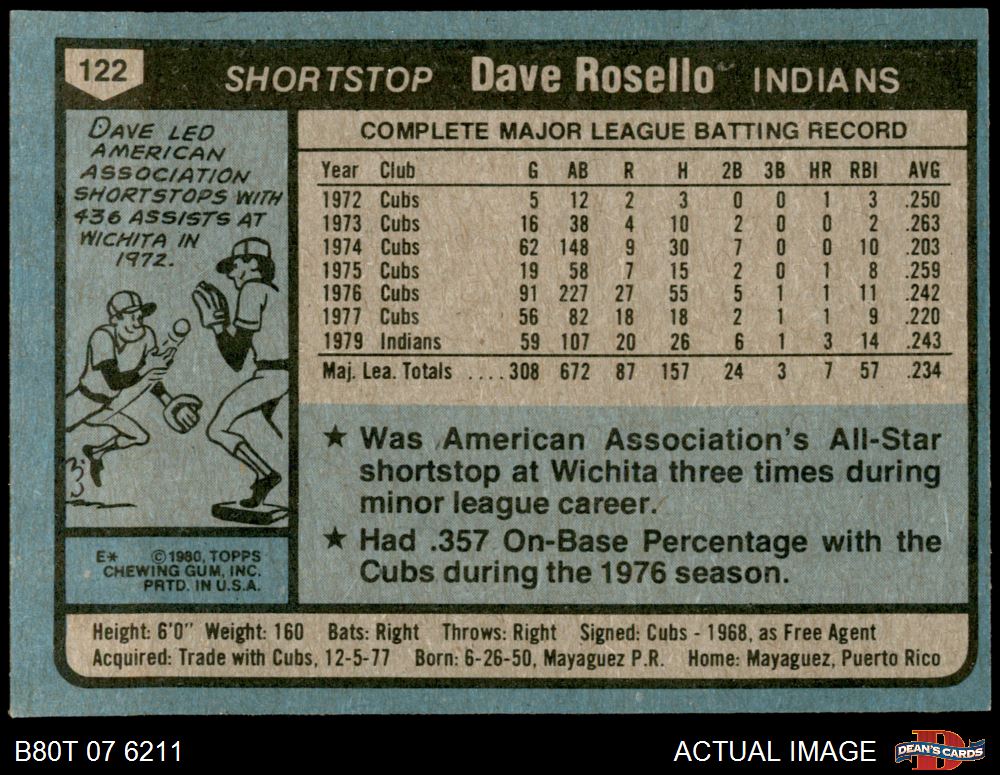 122
SHORTSTOP Dave Rosello INDIANS
DAVE LED
AMERICAN
ASSOCIATION
SHORTSTOPS WITH
436 ASSISTS AT
WICHITA IN
1972.
COMPLETE MAJOR LEAGUE BATTING RECORD
Year Club G AB R H 2B 3B HR RBI AVG
1972 Cubs 5 12 2 3 0 0 1 3 .250
1973 Cubs 16 38 4 10 2 0 0 2 .263
1974 Cubs 62 148 9 30 7 0 0 10 .203
1975 Cubs 19 58 7 15 2 0 1 8 .259
1976 Cubs 91 227 27 55 5 1 1 11 .242
1977 Cubs 56 82 18 18 2 1 1 9 .220
1979 Indians 59 107 20 26 6 1 3 14 .243
Maj. Lea. Totals ....308 672 87 157 24 3 7 57 .234
★ Was American Association's All-Star
shortstop at Wichita three times during
minor league career.
★ Had .357 On-Base Percentage with the
Cubs during the 1976 season.
E* ©1980, TOPPS
CHEWING GUM, INC.
PRTD. IN U.S.A.
Height: 6'0" Weight: 160 Bats: Right Throws: Right Signed: Cubs - 1968, as Free Agent
Acquired: Trade with Cubs, 12-5-77 Born: 6-26-50, Mayaguez P.R. Home: Mayaguez, Puerto Rico
B80T 07 6211
ACTUAL IMAGE
D
DEAN'S CARDS